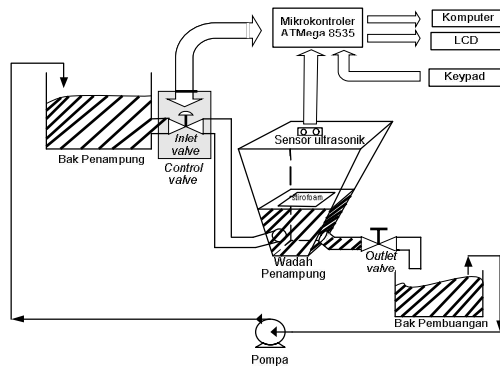 Mikrokontroler
ATMega 8535
Komputer
LCD
Keypad
Sensor ultrasonik
Bak Penampung
Inlet
valve
Control
valve
stirofoam
Wadah
Penampung
Outlet
valve
Bak Pembuangan
Pompa